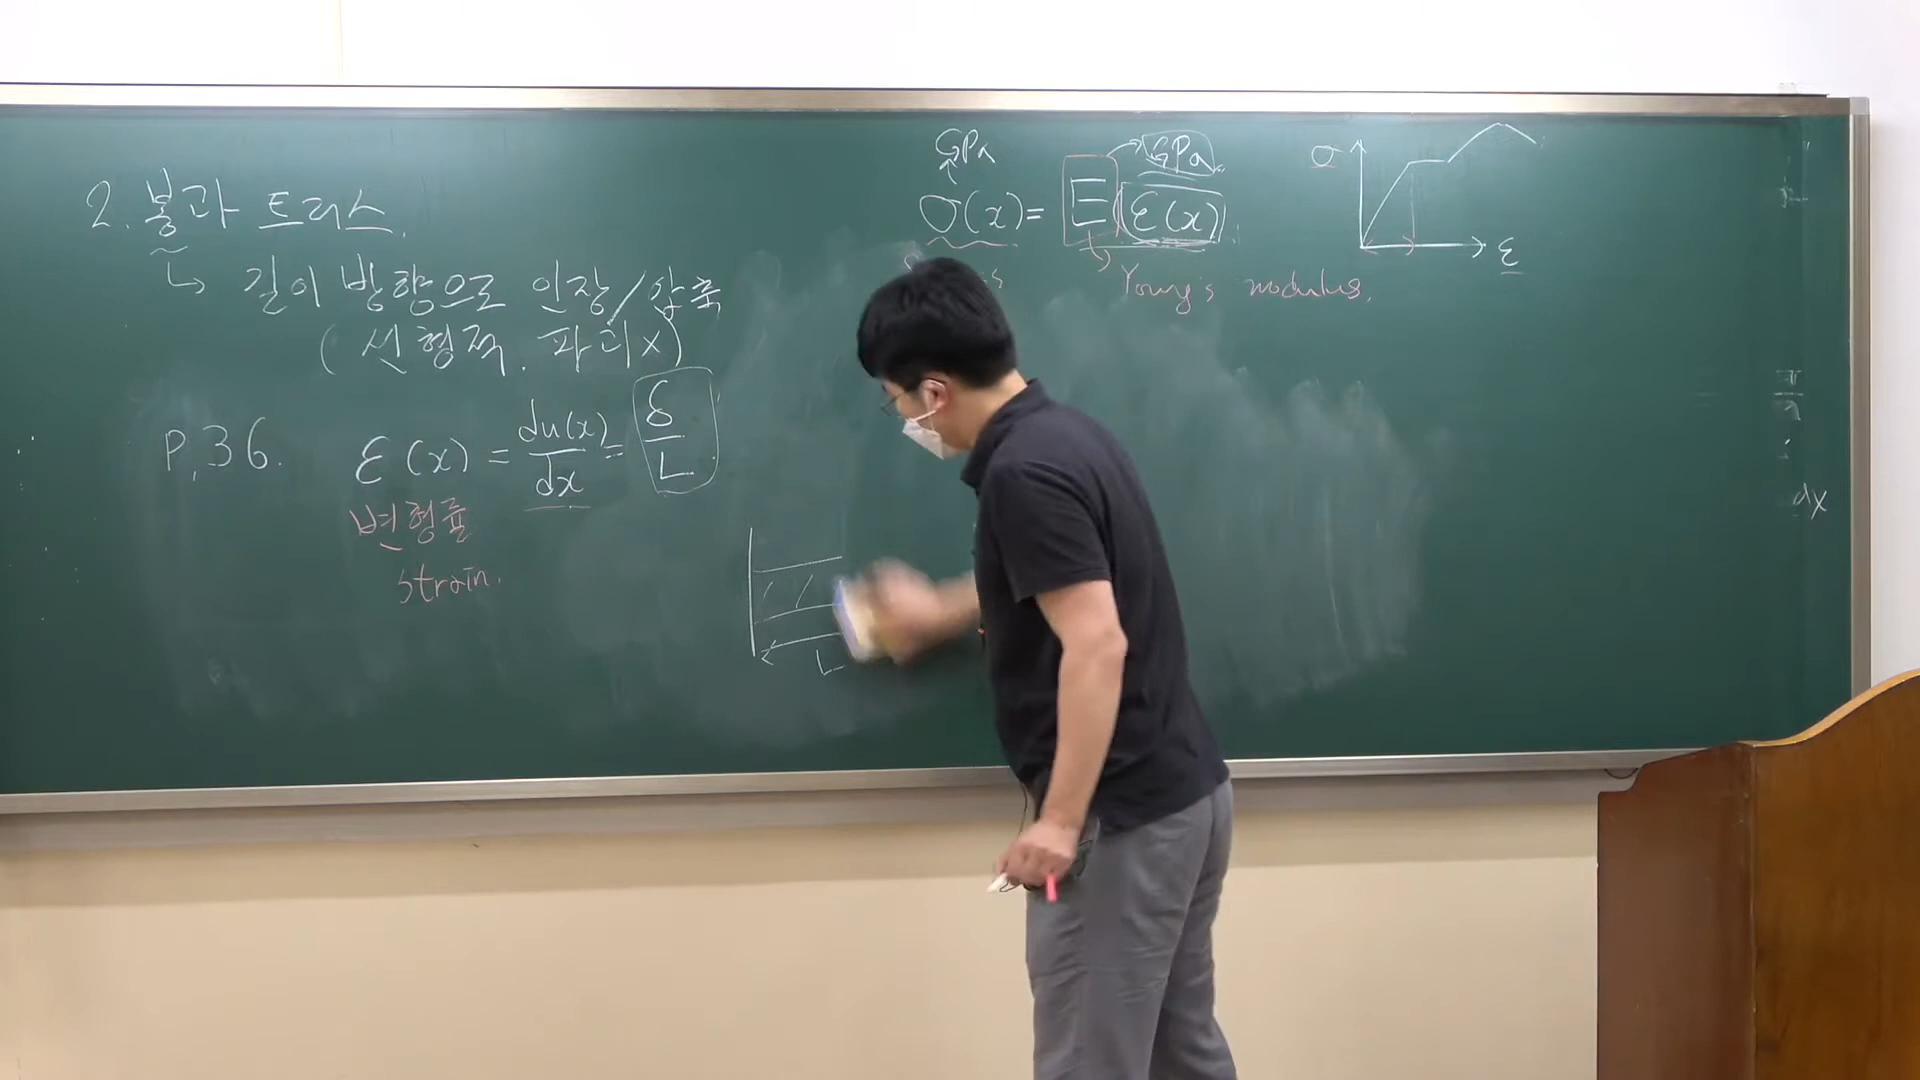 2. 봉과 트러스.
길이 방향으로 인장/압축
(선형적. 파괴x)
P.36. ε(x) = du(x)/dx = δ/L
변형률
strain.
L
GPa
GPa
σ(x) = E ε(x)
Young's modulus.
σ
ε
dx